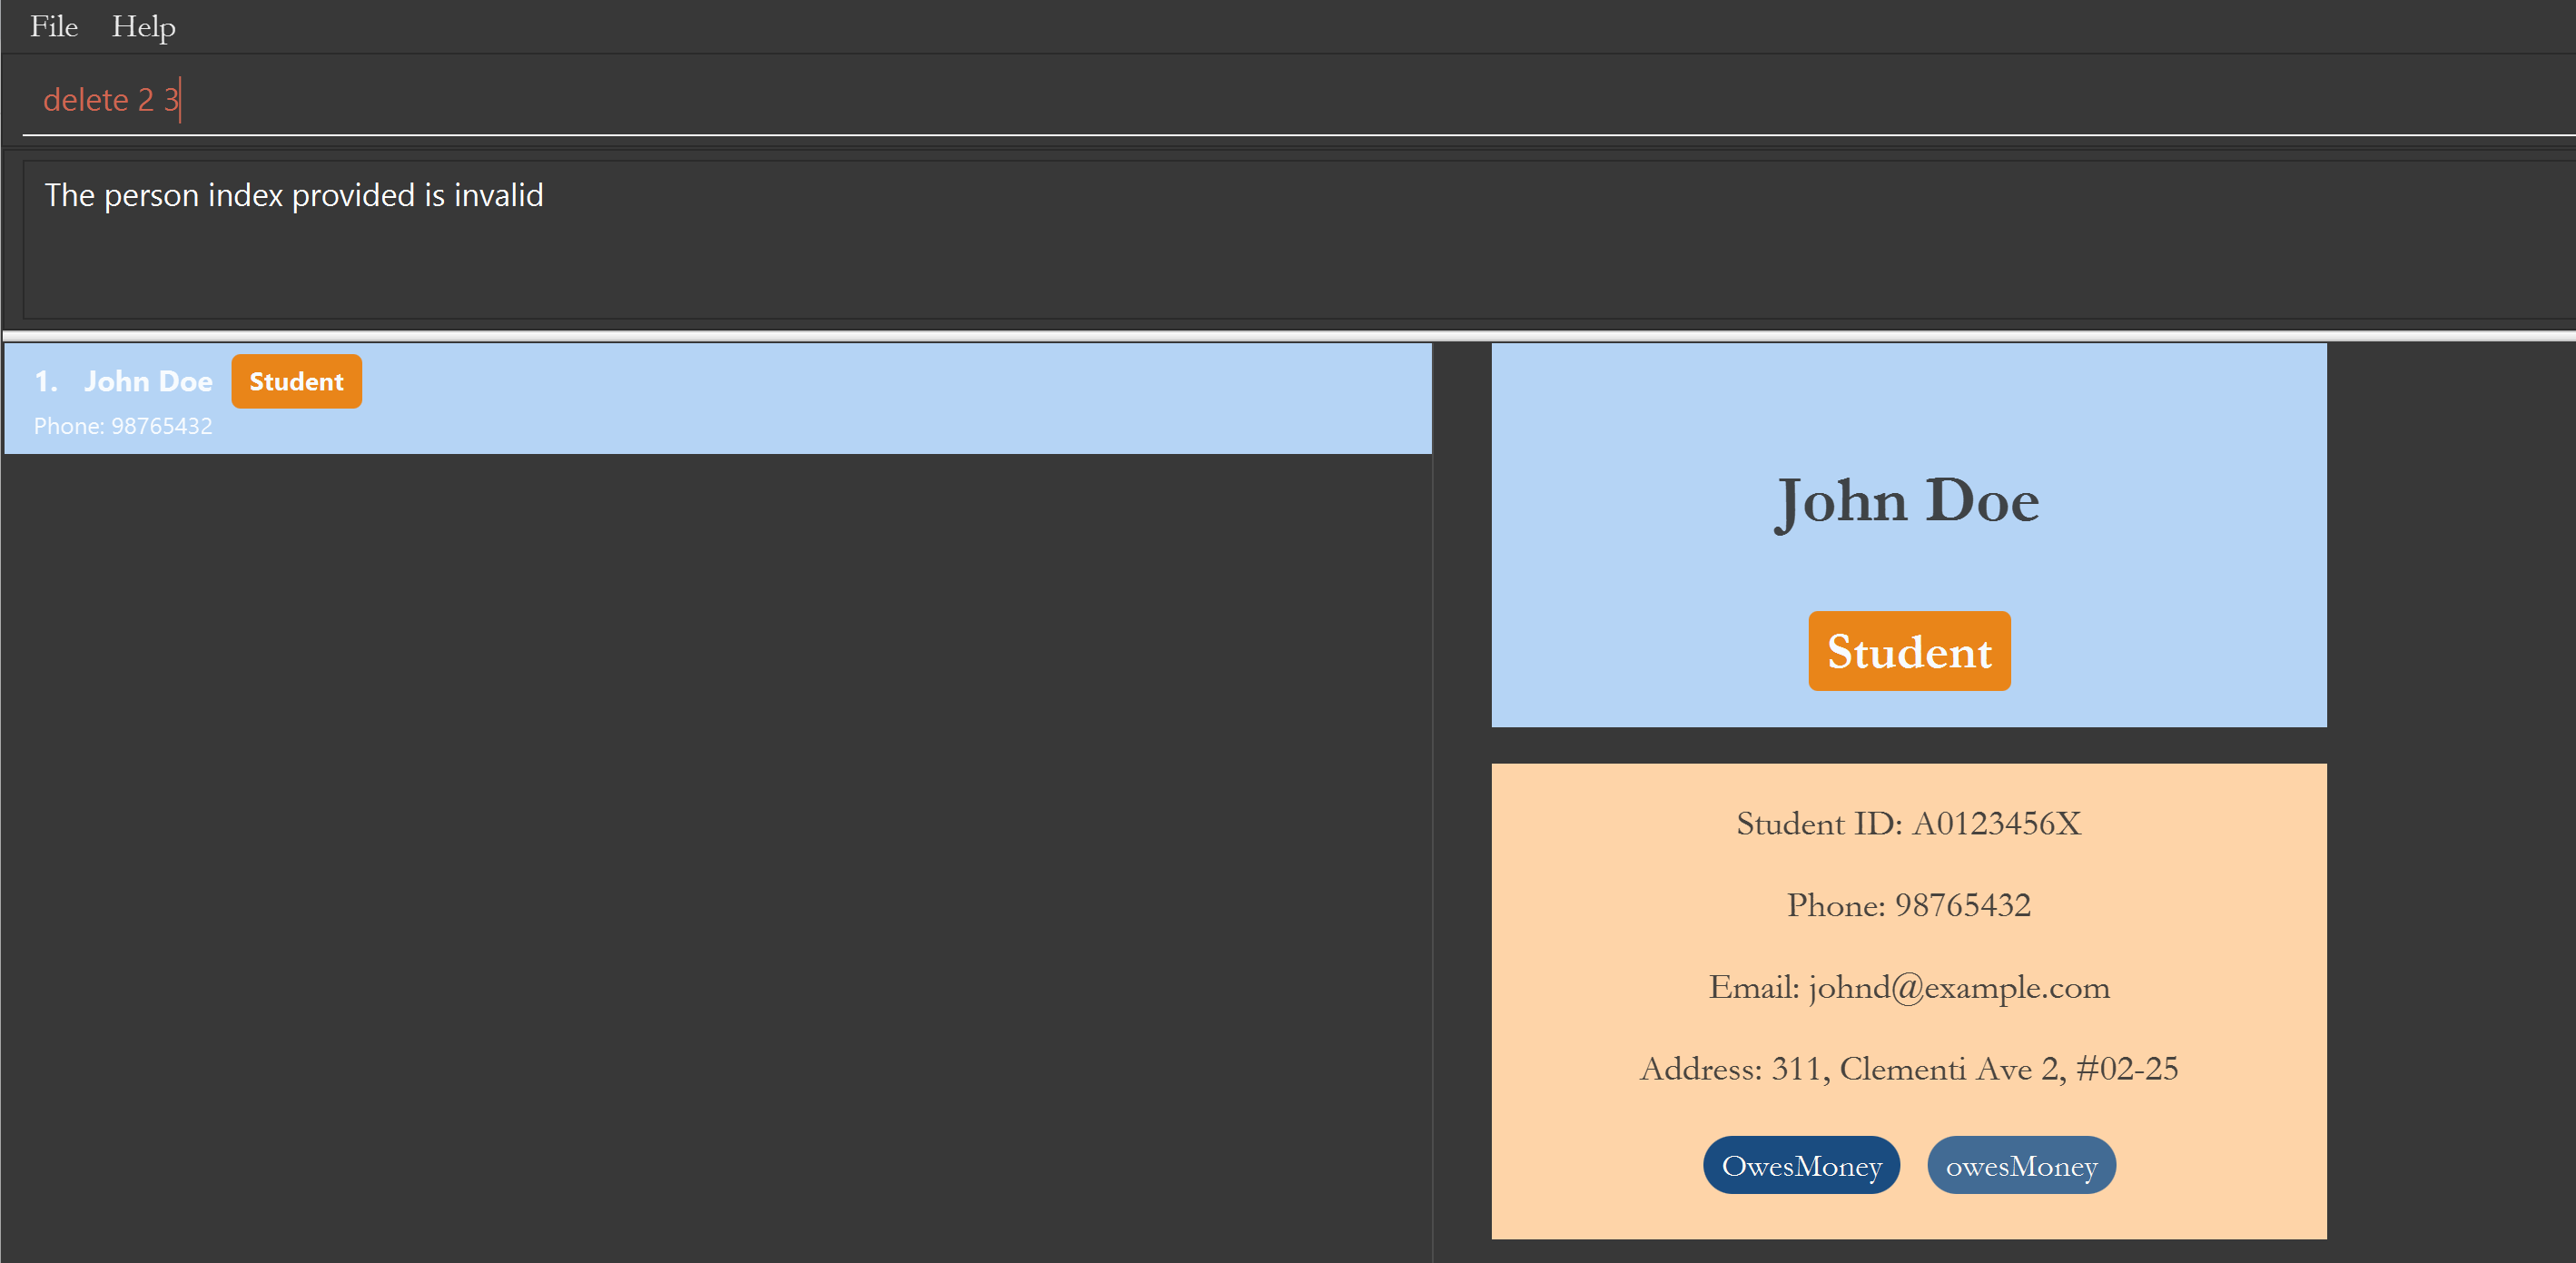 File Help
delete 2 3
The person index provided is invalid
1. John Doe Student
Phone: 98765432
John Doe
Student
Student ID: A0123456X
Phone: 98765432
Email: johnd@example.com
Address: 311, Clementi Ave 2, #02-25
OwesMoney owesMoney